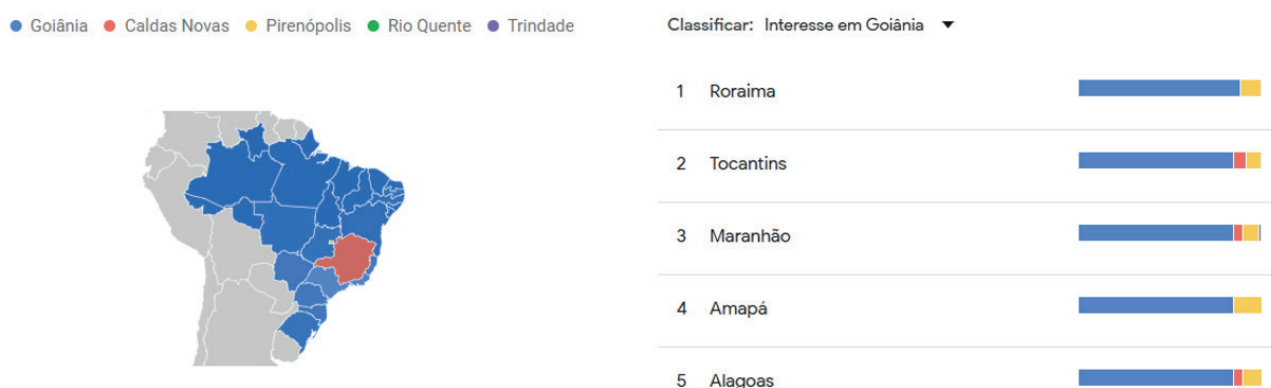 Goiânia Caldas Novas Pirenópolis Rio Quente Trindade
Classificar: Interesse em Goiânia
1 Roraima
2 Tocantins
3 Maranhão
4 Amapá
5 Alagoas